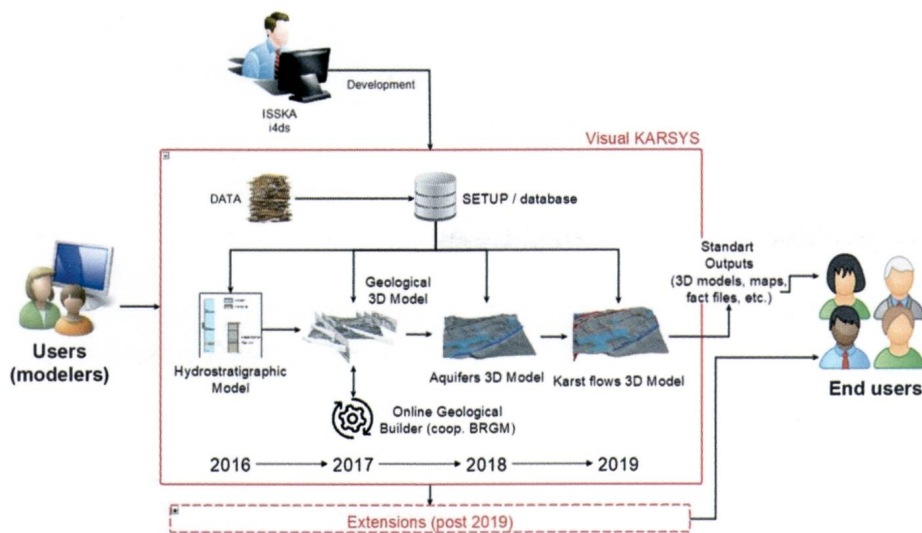 ISSKA
i4ds
Development
Visual KARSYS
DATA
SETUP / database
Geological
3D Model
Standart
Outputs
(3D models, maps,
fact files, etc.)
Users
(modelers)
Hydrostratigraphic
Model
Aquifers 3D Model
Karst flows 3D Model
End users
Online Geological
Builder (coop. BRGM)
2016
2017
2018
2019
Extensions (post 2019)